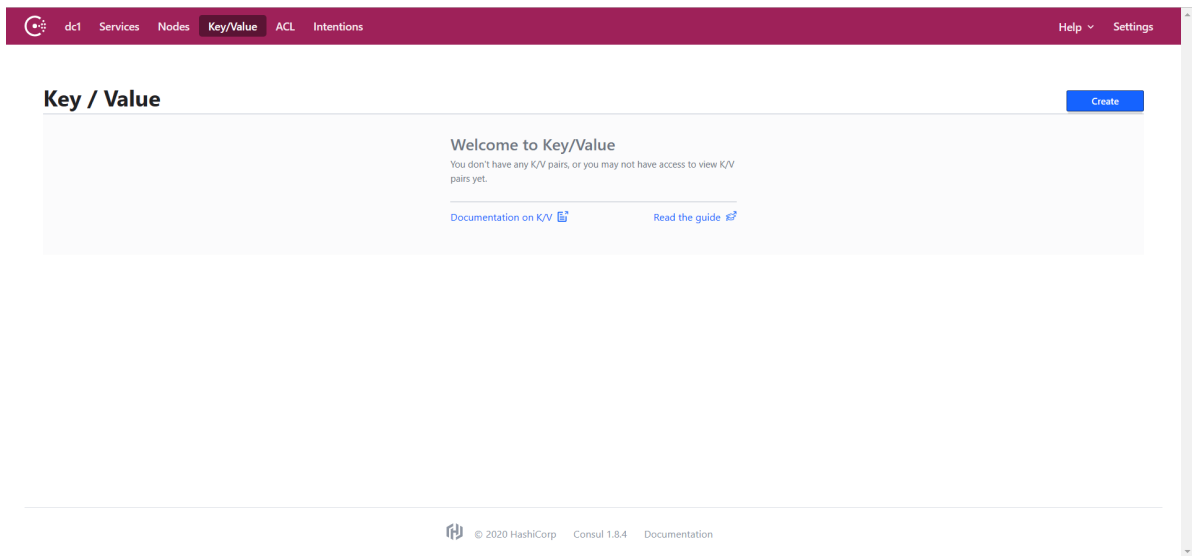 dc1 Services Nodes Key/Value ACL Intentions Help Settings
Key / Value
Create
Welcome to Key/Value
You don't have any K/V pairs, or you may not have access to view K/V
pairs yet.
Documentation on K/V Read the guide
© 2020 HashiCorp Consul 1.8.4 Documentation